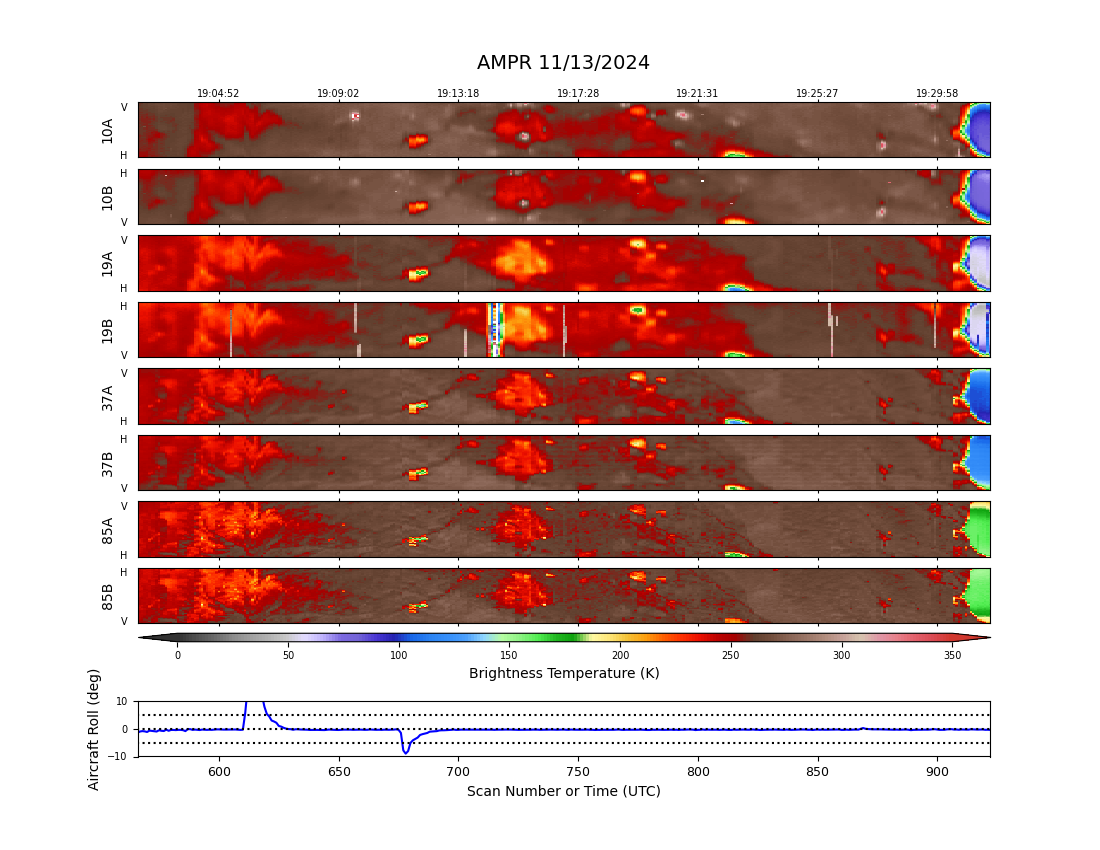 AMPR 11/13/2024
19:04:52 19:09:02 19:13:18 19:17:28 19:21:31 19:25:27 19:29:58
V
10A
H
H
10B
V
V
19A
H
H
19B
V
V
37A
H
H
37B
V
V
85A
H
H
85B
V
0 50 100 150 200 250 300 350
Brightness Temperature (K)
Aircraft Roll (deg)
10
0
−10
600 650 700 750 800 850 900
Scan Number or Time (UTC)